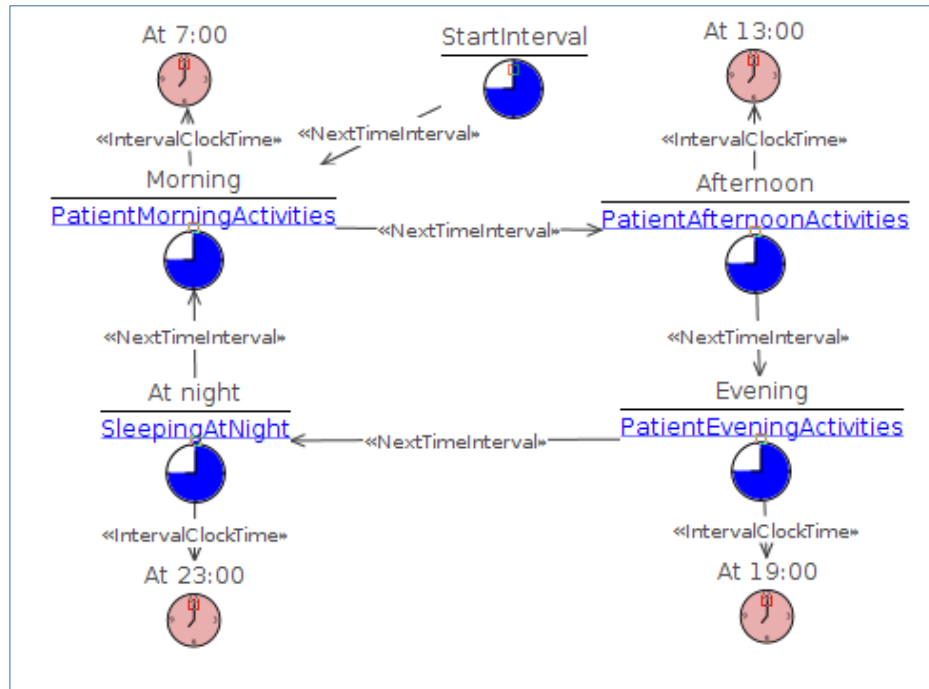 At 7:00
StartInterval
At 13:00
«IntervalClockTime»
«NextTimeInterval»
«IntervalClockTime»
Morning
PatientMorningActivities
«NextTimeInterval»
Afternoon
PatientAfternoonActivities
«NextTimeInterval»
«NextTimeInterval»
At night
SleepingAtNight
«NextTimeInterval»
Evening
PatientEveningActivities
«IntervalClockTime»
«IntervalClockTime»
At 23:00
At 19:00